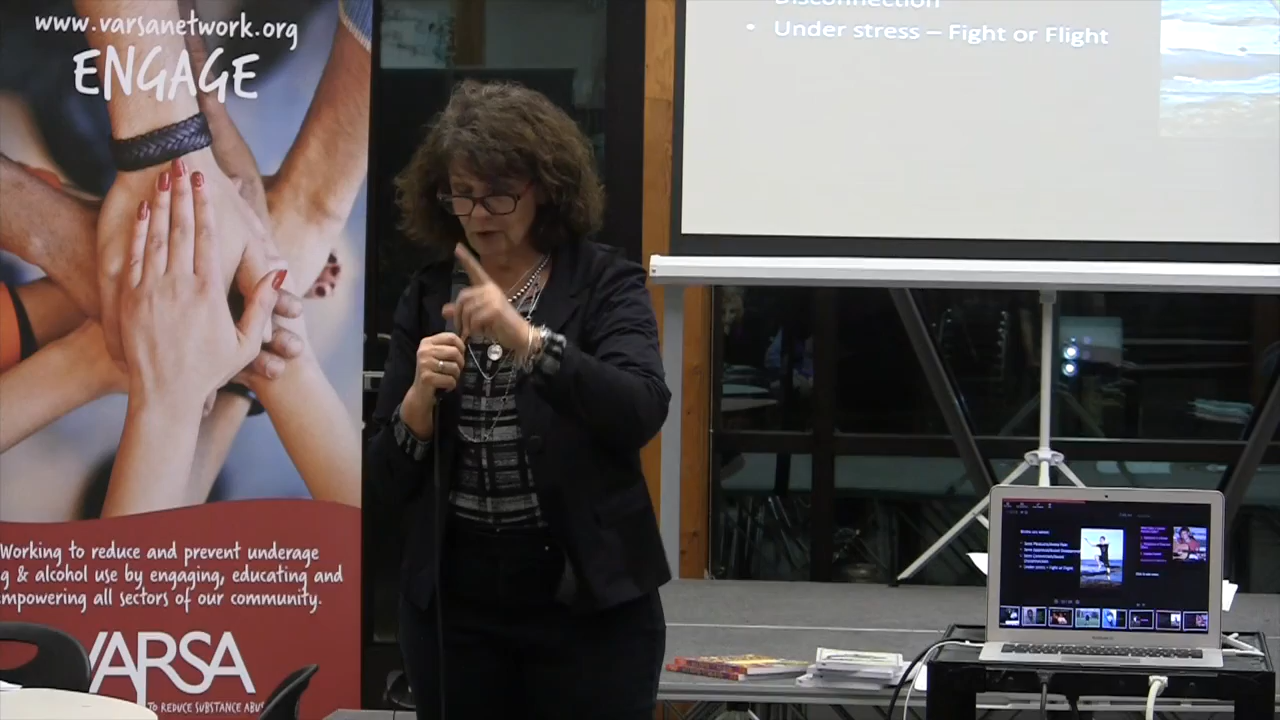 www.varsanetwork.org
ENGAGE
Working to reduce and prevent underage
g & alcohol use by engaging, educating and
mpowering all sectors of our community.
VARSA
TO REDUCE SUBSTANCE ABU
Disconnection
• Under stress – Fight or Flight